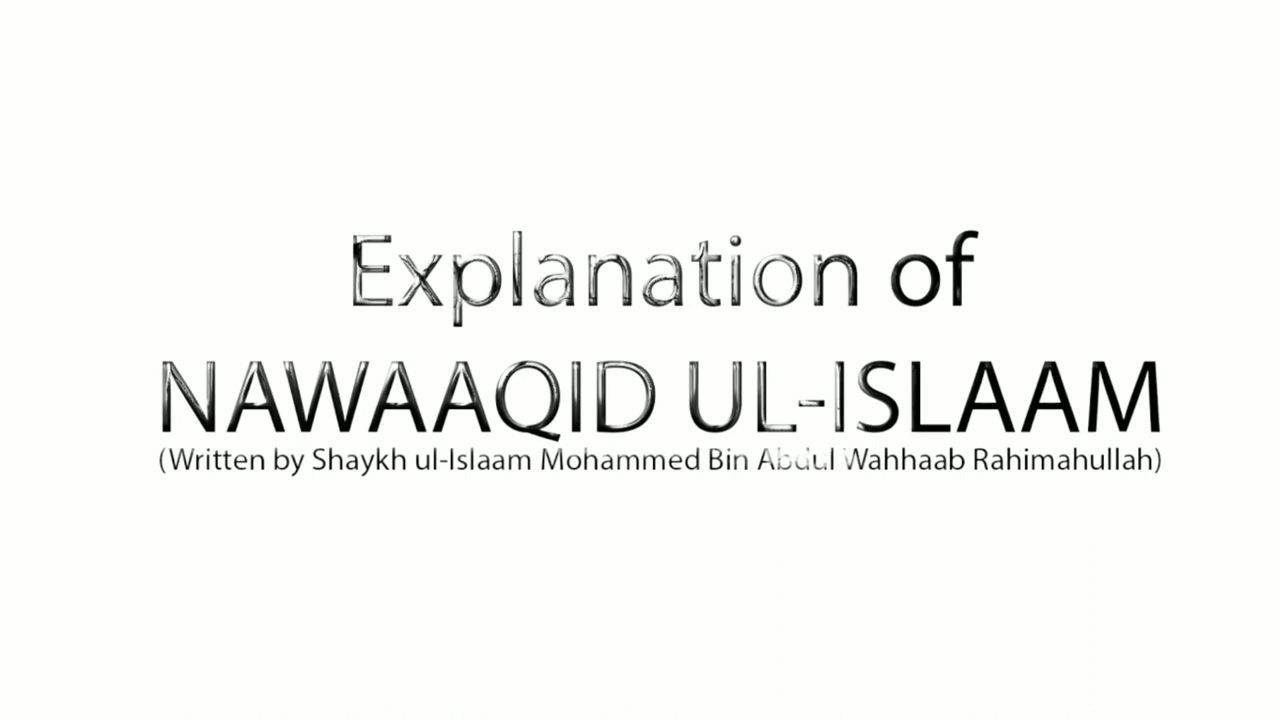 Explanation of
NAWAAQID UL-ISLAAM
(Written by Shaykh ul-Islaam Mohammed Bin Abdul Wahhaab Rahimahullah)